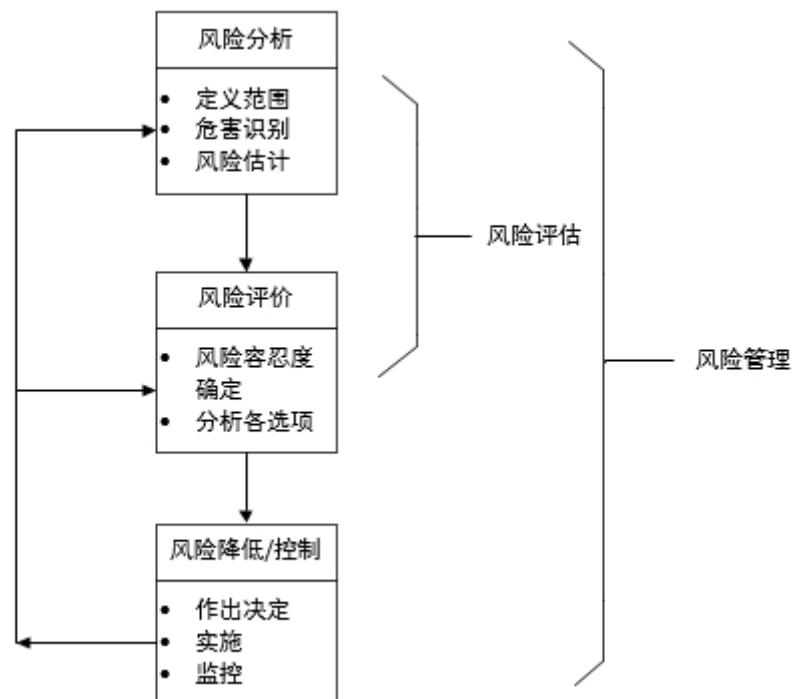 风险分析
• 定义范围
• 危害识别
• 风险估计
风险评估
风险评价
• 风险容忍度
确定
• 分析各选项
风险管理
风险降低/控制
• 作出决定
• 实施
• 监控